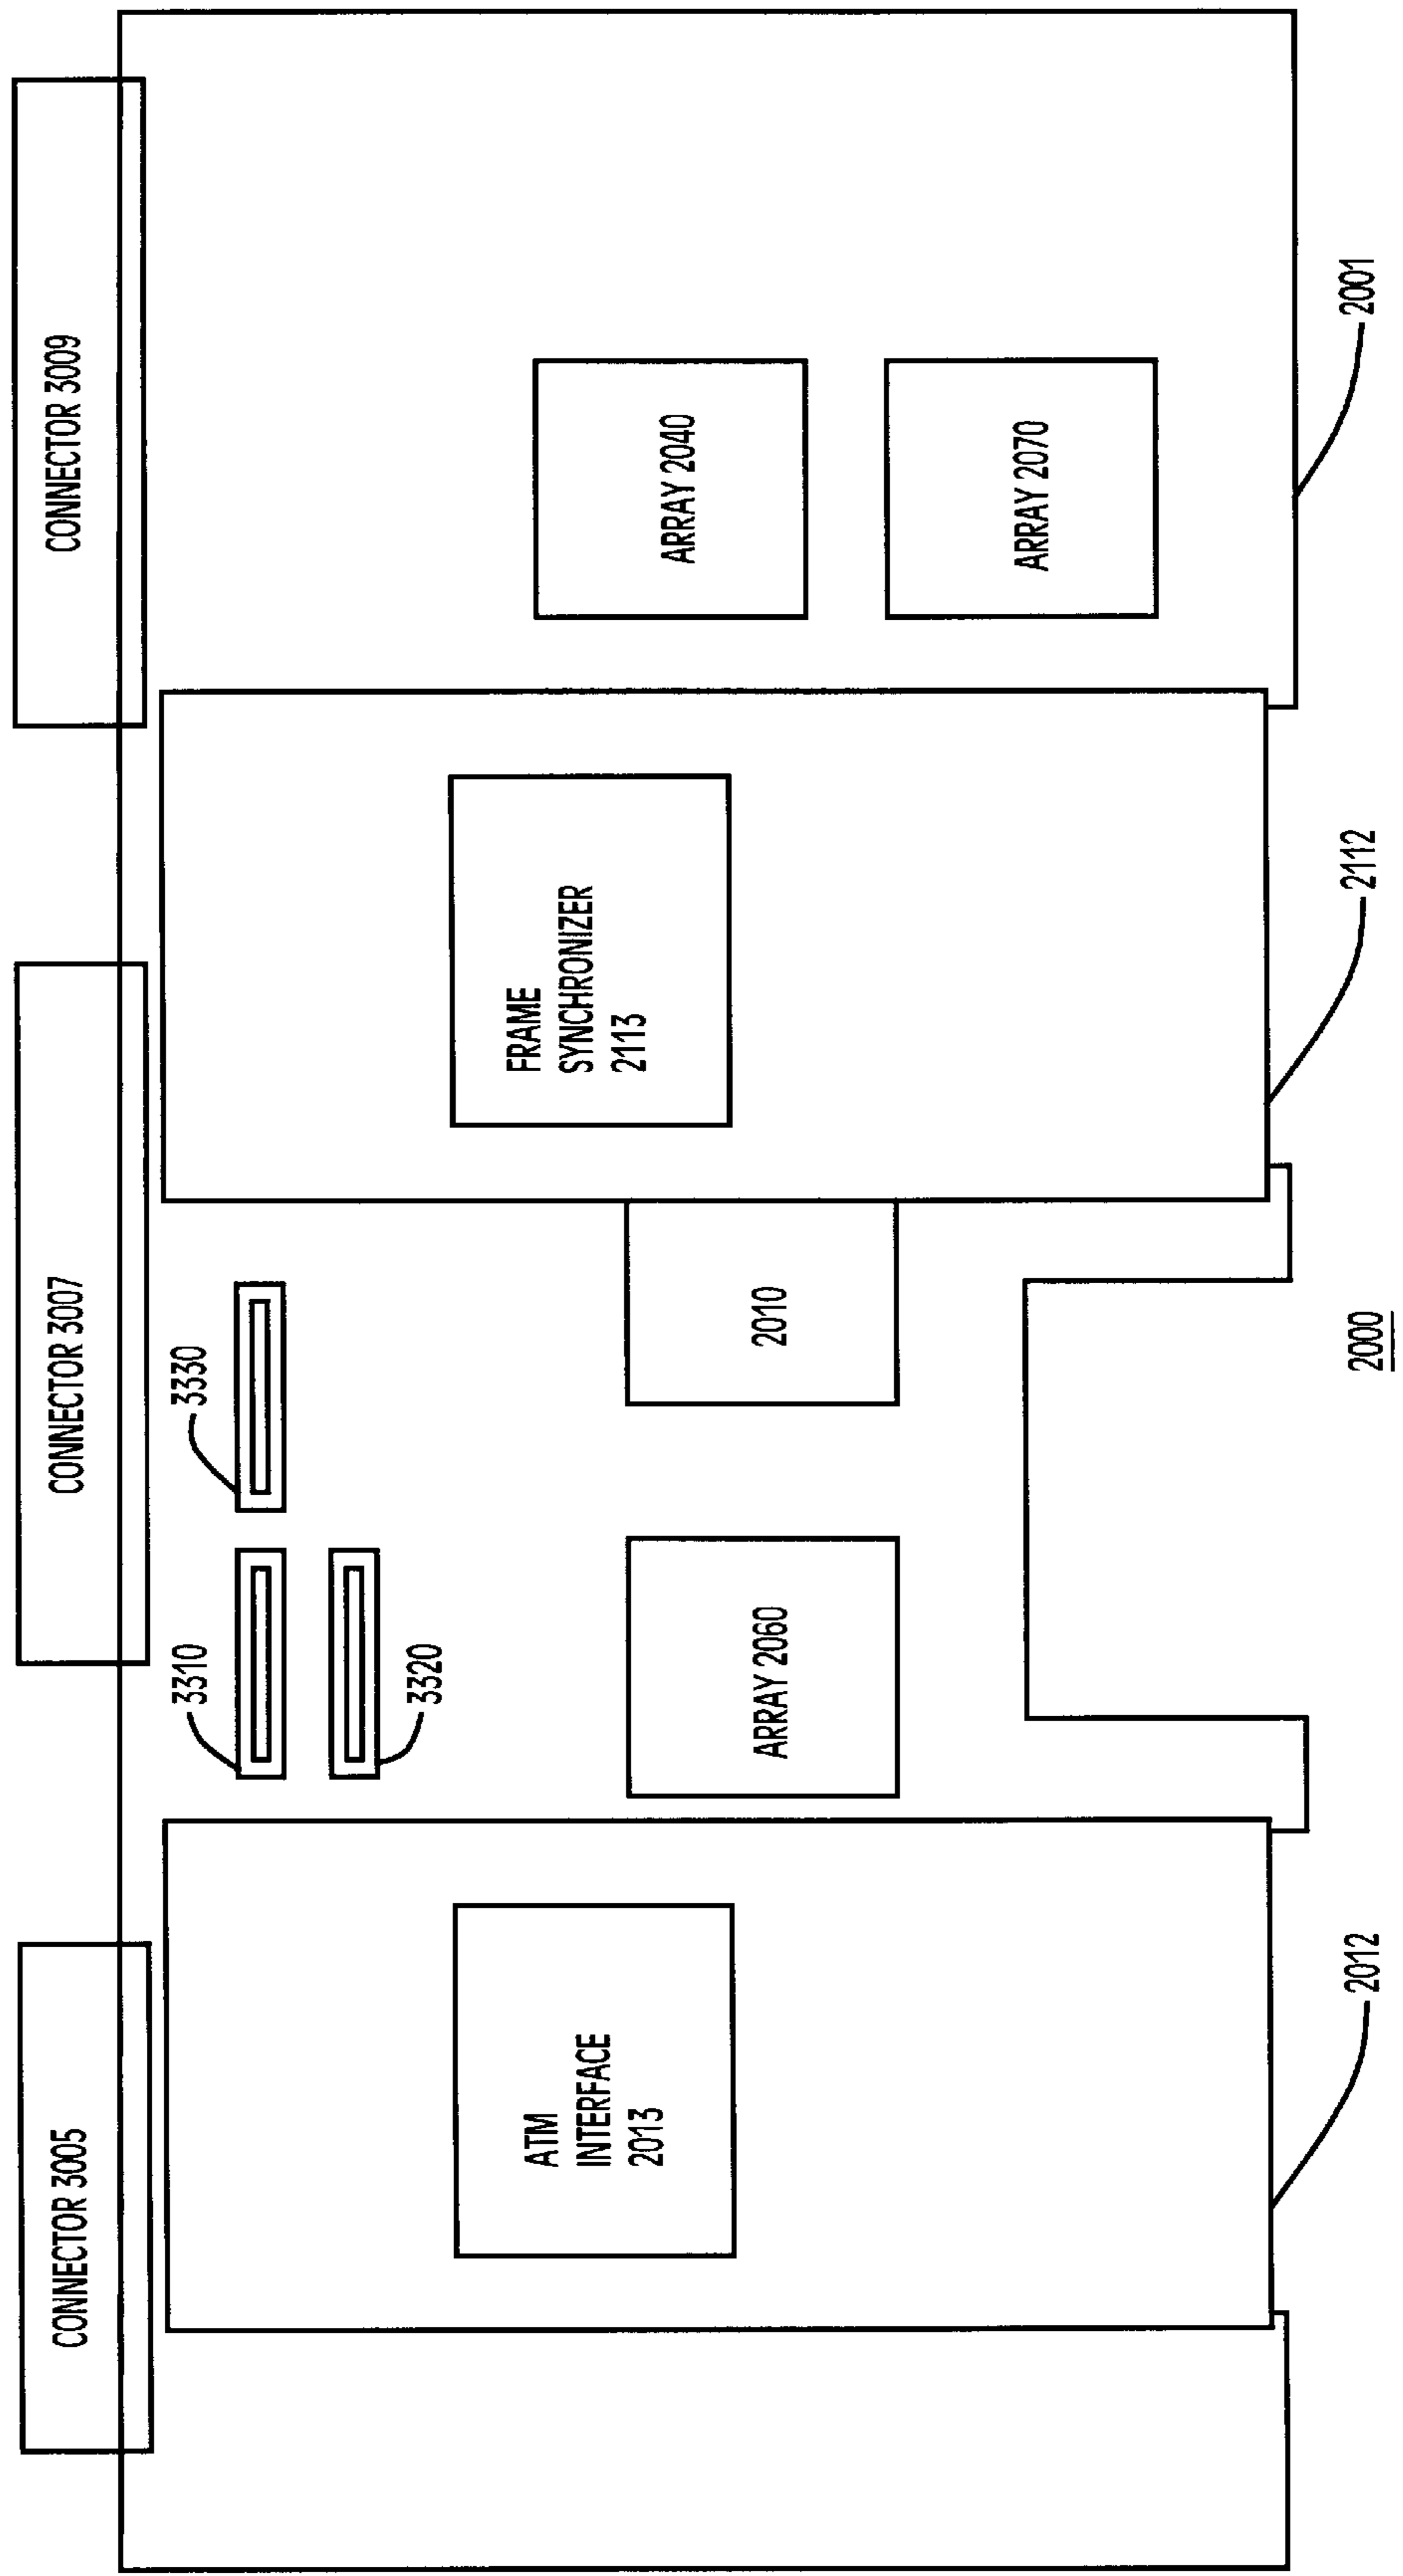 CONNECTOR 3005
CONNECTOR 3007
CONNECTOR 3009
3310
3330
3320
ATM
INTERFACE
2013
FRAME
SYNCHRONIZER
2113
ARRAY 2040
ARRAY 2060
2010
ARRAY 2070
2012
2112
2001
2000